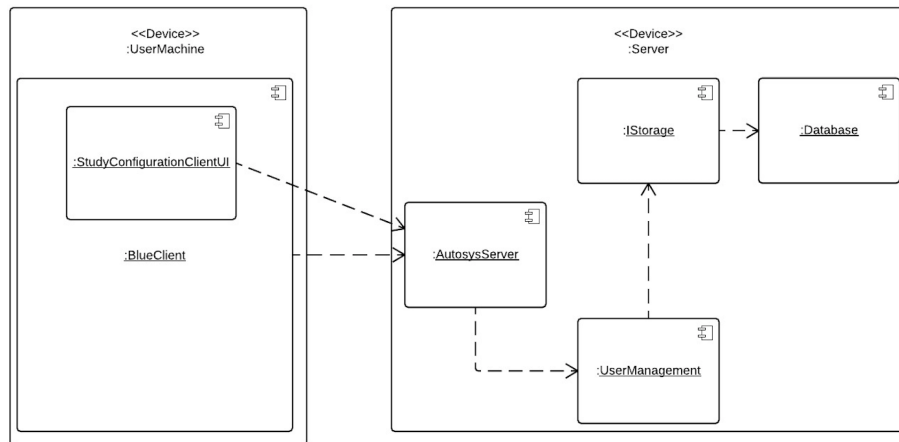 <<Device>>
:UserMachine
:StudyConfigurationClientUI
:BlueClient
<<Device>>
:Server
:IStorage
:Database
:AutosysServer
:UserManagement